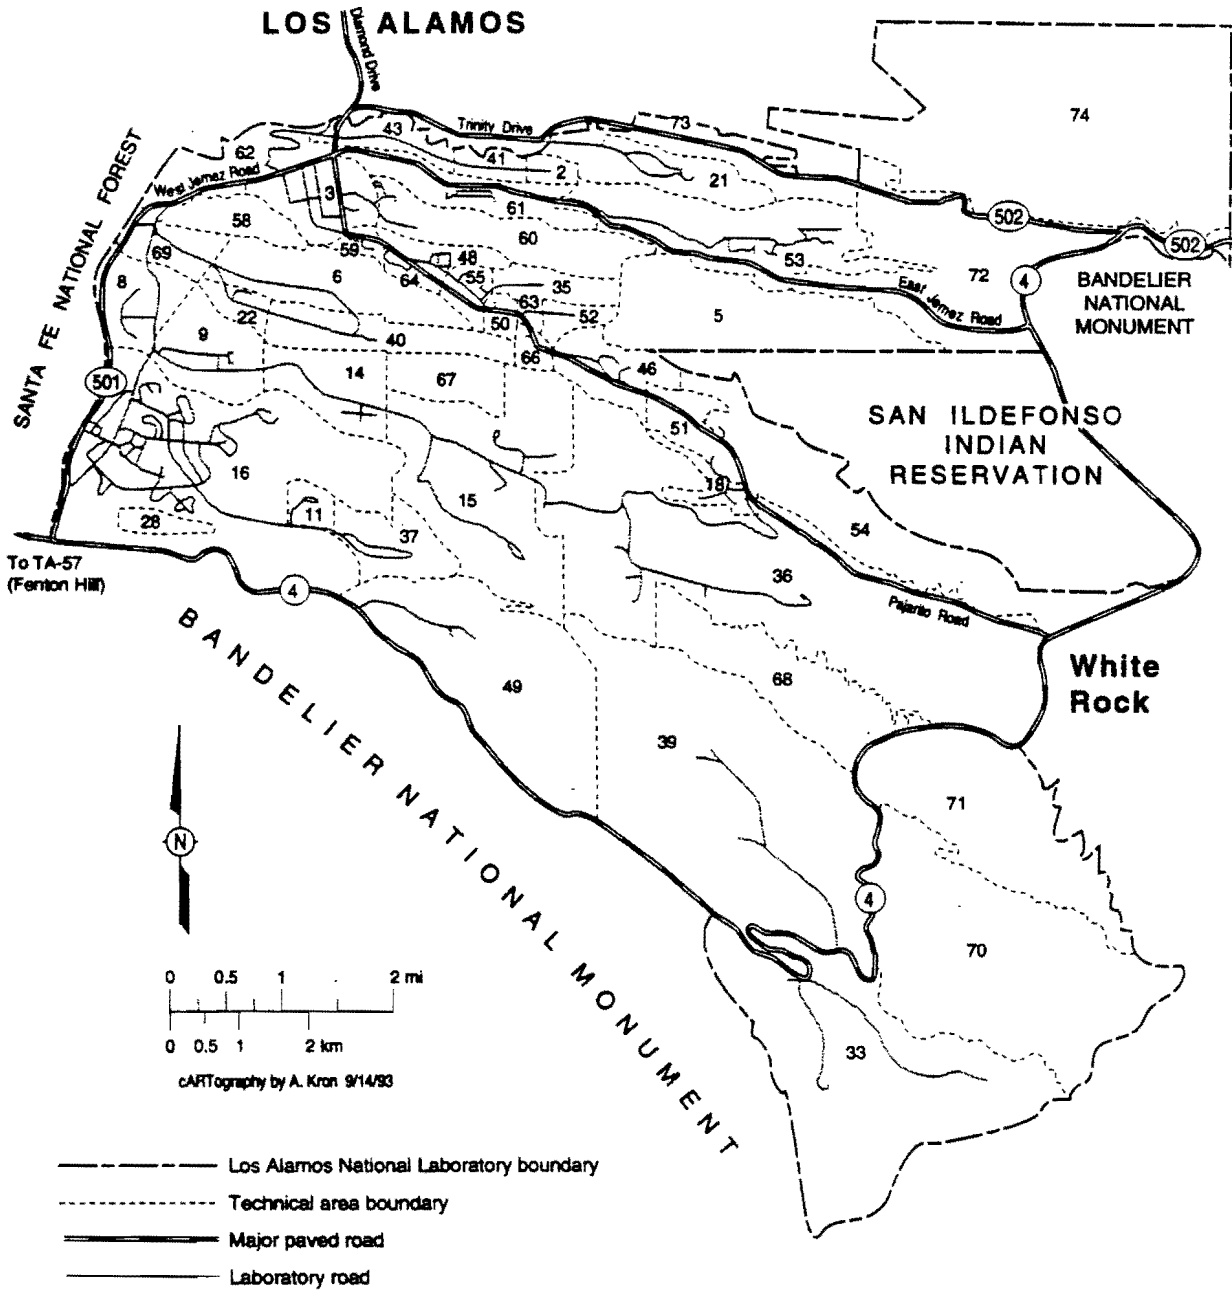 LOS ALAMOS
Diamond Drive
74
73
Trinity Drive
43
62
41
2
21
West Jemez Road
SANTA FE NATIONAL FOREST
3
58
61
502
502
60
59
69
8
6
48
64
55
35
53
72
4
BANDELIER
NATIONAL
MONUMENT
East Jemez Road
63
52
5
50
22
9
40
66
46
14
67
501
SAN ILDEFONSO
INDIAN
RESERVATION
51
16
18
15
11
28
37
54
To TA-57
(Fenton Hill)
36
4
Pajarito Road
BANDELIER NATIONAL MONUMENT
White
Rock
49
68
39
71
N
4
70
0 0.5 1 2 mi
0 0.5 1 2 km
33
cARTography by A. Kron 9/14/93
Los Alamos National Laboratory boundary
Technical area boundary
Major paved road
Laboratory road